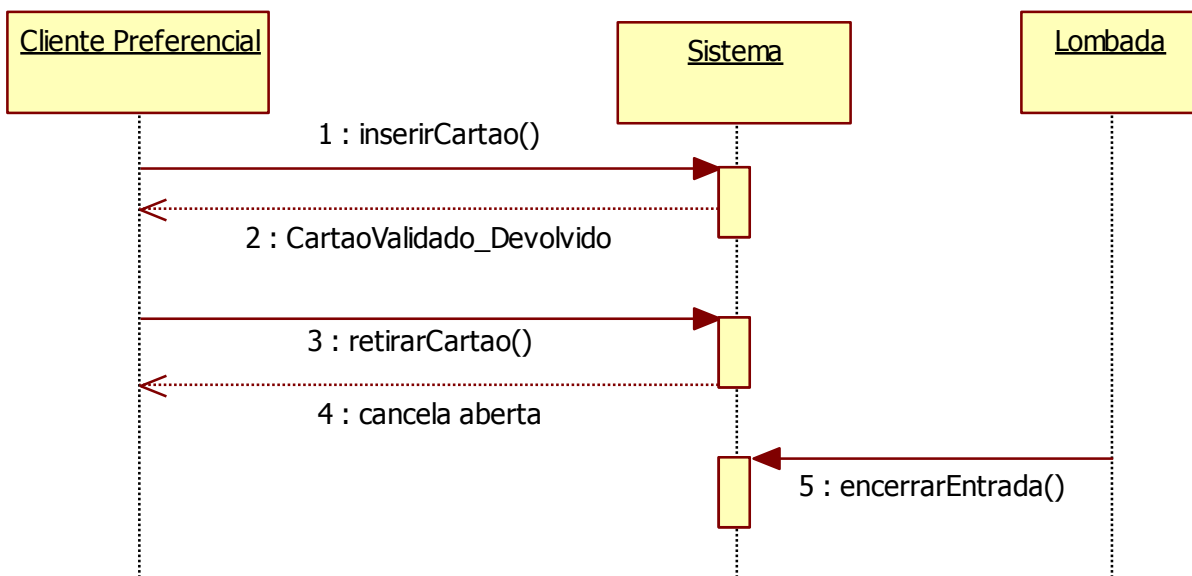 Cliente Preferencial
Sistema
Lombada
1 : inserirCartao()
2 : CartaoValidado_Devolvido
3 : retirarCartao()
4 : cancela aberta
5 : encerrarEntrada()